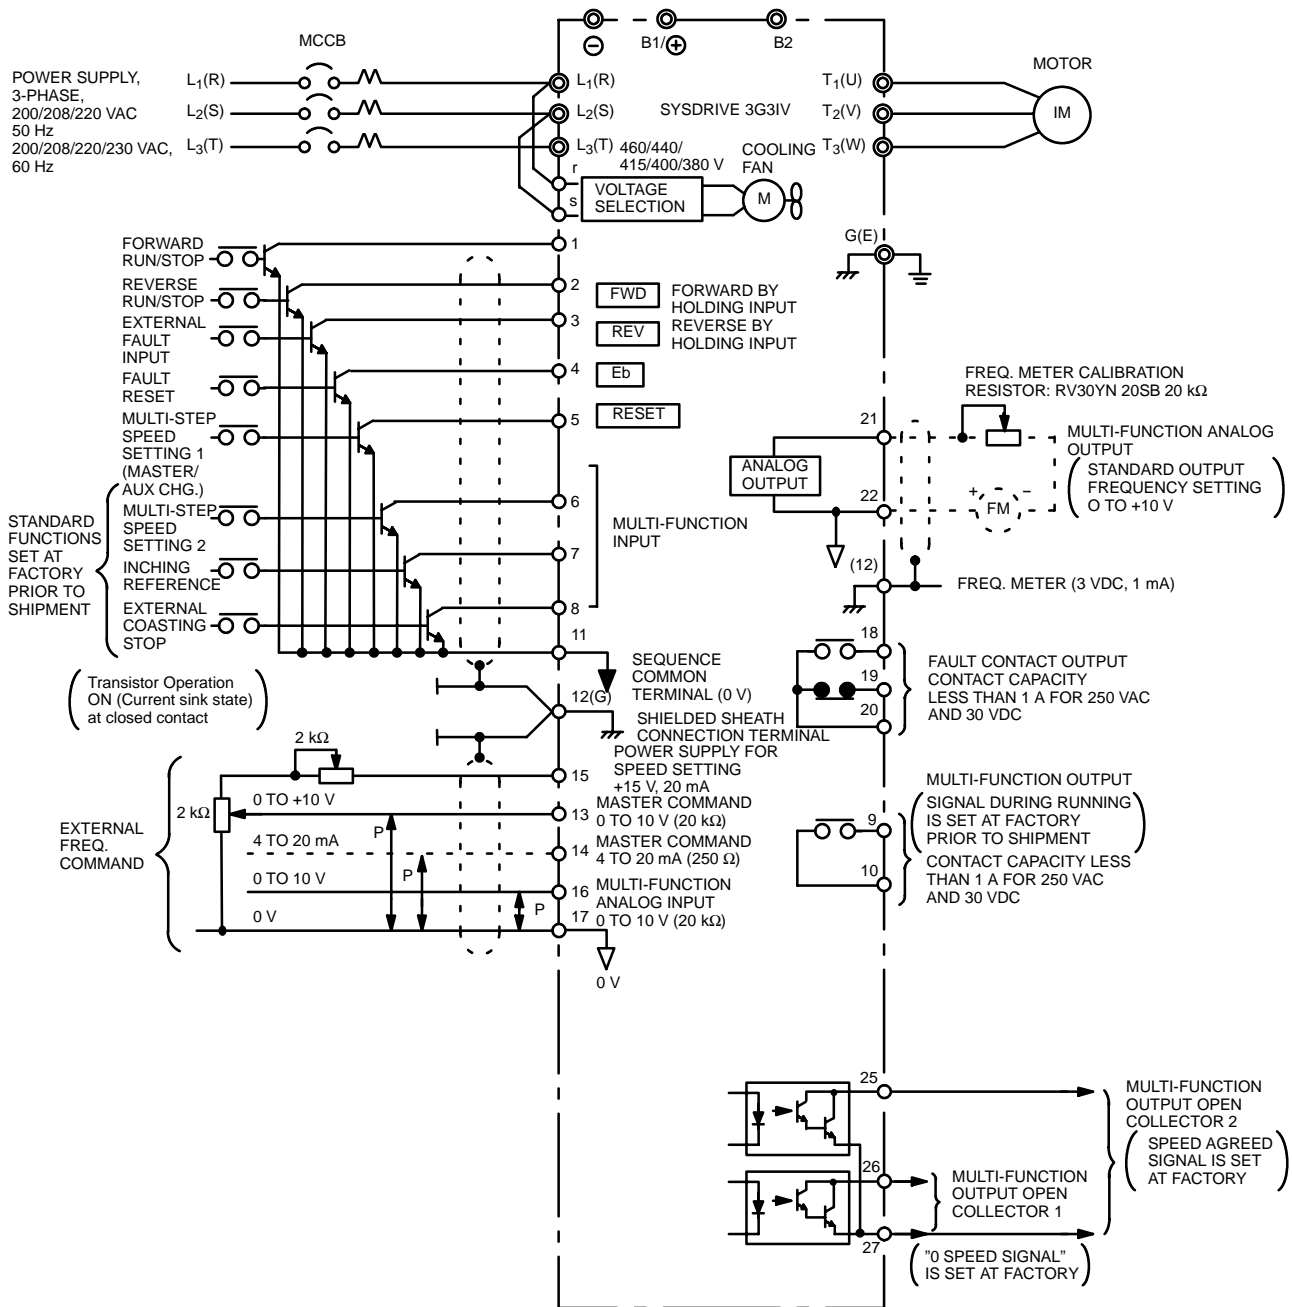 MCCB
B1/⊕
B2
POWER SUPPLY,
3-PHASE,
200/208/220 VAC
50 Hz
200/208/220/230 VAC,
60 Hz
L1(R)
L2(S)
L3(T)
L1(R)
L2(S)
L3(T)
SYSDRIVE 3G3IV
460/440/
415/400/380 V
r
s
VOLTAGE
SELECTION
COOLING
FAN
M
T1(U)
T2(V)
T3(W)
MOTOR
IM
G(E)
FORWARD
RUN/STOP
REVERSE
RUN/STOP
EXTERNAL
FAULT
INPUT
FAULT
RESET
MULTI-STEP
SPEED
SETTING 1
(MASTER/
AUX CHG.)
MULTI-STEP
SPEED
SETTING 2
INCHING
REFERENCE
EXTERNAL
COASTING
STOP
STANDARD
FUNCTIONS
SET AT
FACTORY
PRIOR TO
SHIPMENT
1
2
3
4
5
6
7
8
11
12(G)
FWD
FORWARD BY
HOLDING INPUT
REV
REVERSE BY
HOLDING INPUT
Eb
RESET
MULTI-FUNCTION
INPUT
SEQUENCE
COMMON
TERMINAL (0 V)
SHIELDED SHEATH
CONNECTION TERMINAL
Transistor Operation
ON (Current sink state)
at closed contact
2 kΩ
2 kΩ
EXTERNAL
FREQ.
COMMAND
0 TO +10 V
4 TO 20 mA
0 TO 10 V
0 V
P
P
P
15
POWER SUPPLY FOR
SPEED SETTING
+15 V, 20 mA
13
MASTER COMMAND
0 TO 10 V (20 kΩ)
14
MASTER COMMAND
4 TO 20 mA (250 Ω)
16
MULTI-FUNCTION
ANALOG INPUT
0 TO 10 V (20 kΩ)
17
0 V
FREQ. METER CALIBRATION
RESISTOR: RV30YN 20SB 20 kΩ
21
ANALOG
OUTPUT
22
MULTI-FUNCTION ANALOG
OUTPUT
STANDARD OUTPUT
FREQUENCY SETTING
O TO +10 V
+
FM
−
(12)
FREQ. METER (3 VDC, 1 mA)
18
19
20
FAULT CONTACT OUTPUT
CONTACT CAPACITY
LESS THAN 1 A FOR 250 VAC
AND 30 VDC
MULTI-FUNCTION OUTPUT
SIGNAL DURING RUNNING
IS SET AT FACTORY
PRIOR TO SHIPMENT
9
10
CONTACT CAPACITY LESS
THAN 1 A FOR 250 VAC
AND 30 VDC
25
MULTI-FUNCTION
OUTPUT OPEN
COLLECTOR 2
SPEED AGREED
SIGNAL IS SET
AT FACTORY
26
MULTI-FUNCTION
OUTPUT OPEN
COLLECTOR 1
27
"0 SPEED SIGNAL"
IS SET AT FACTORY